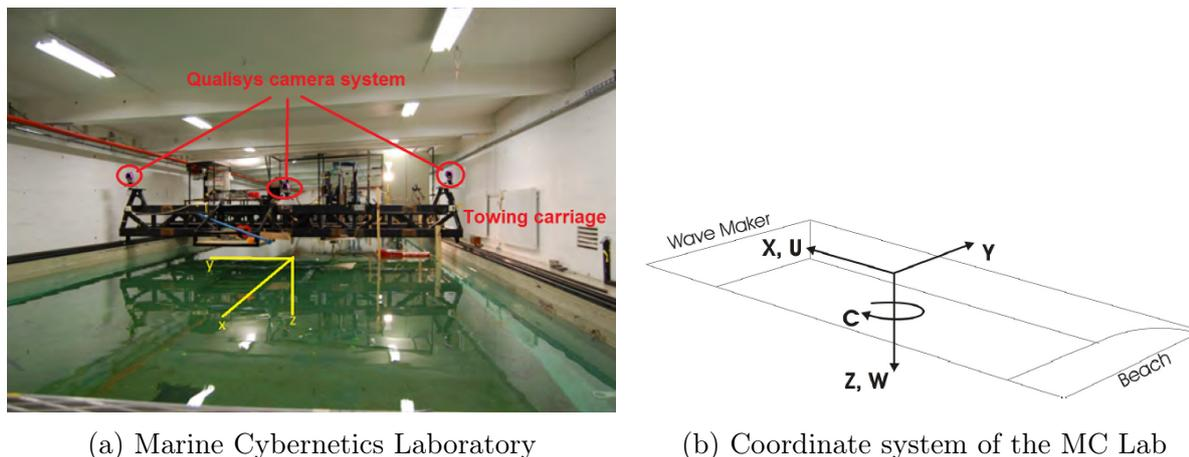 Qualisys camera system
Towing carriage
y
x
z
(a) Marine Cybernetics Laboratory
Wave Maker
X, U
Y
C
Z, W
Beach
(b) Coordinate system of the MC Lab